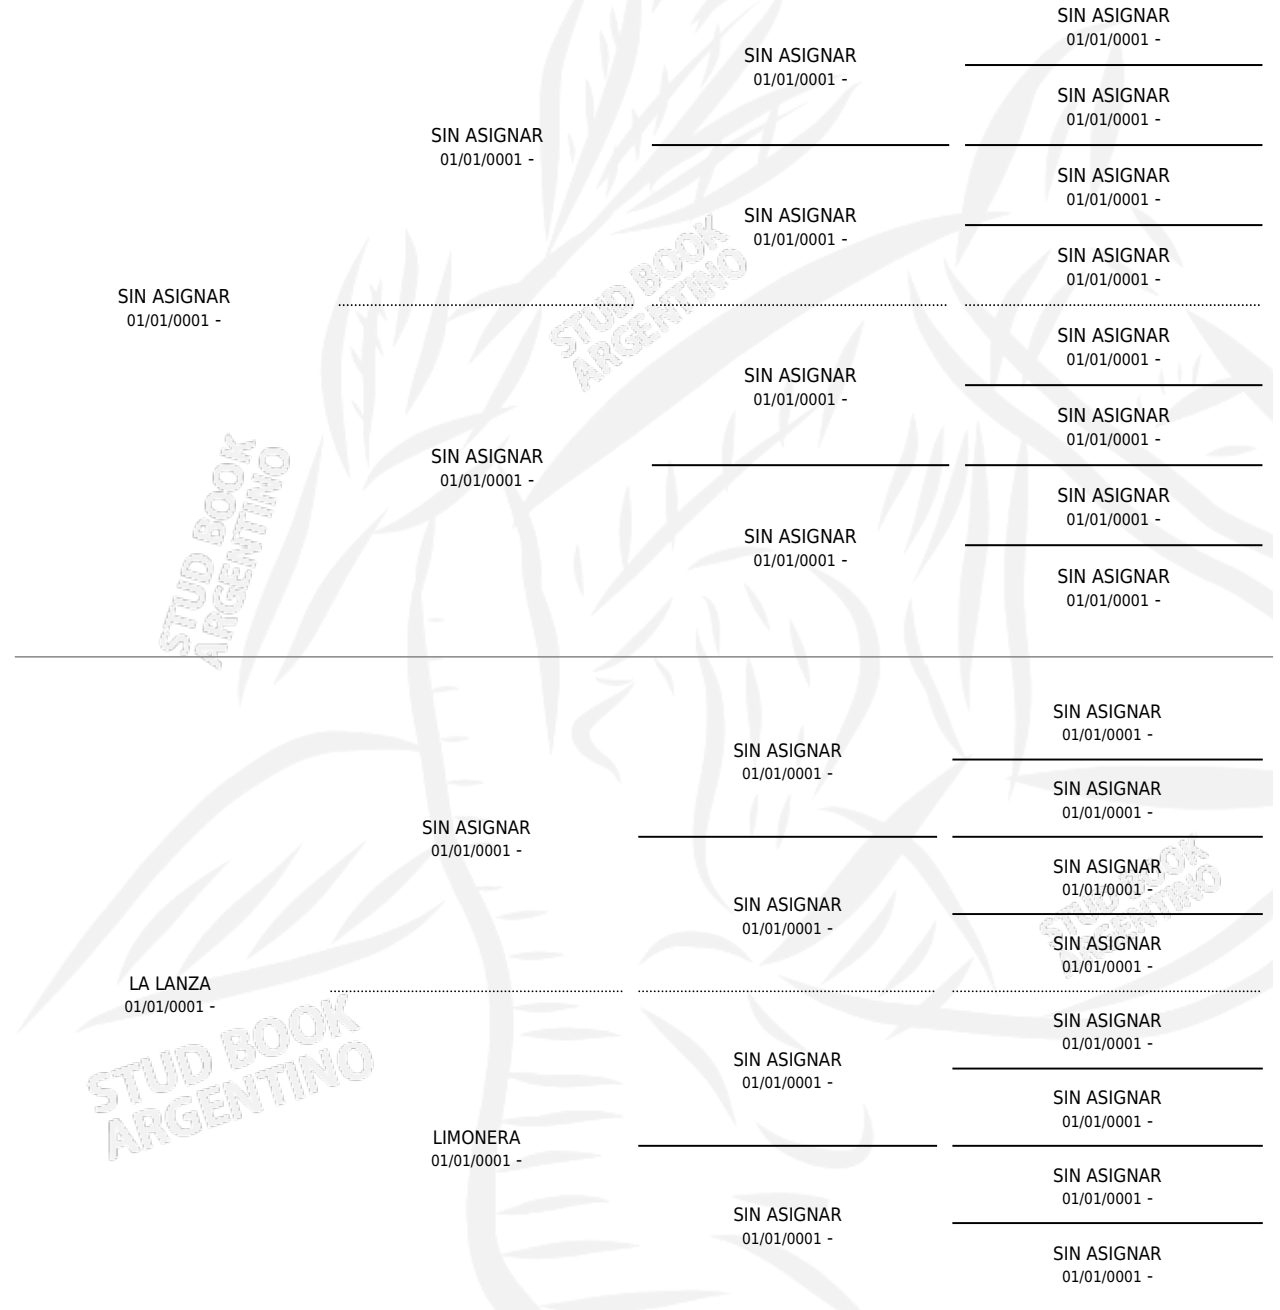 SIN ASIGNAR
01/01/0001 -
SIN ASIGNAR
01/01/0001 -
SIN ASIGNAR
01/01/0001 -
SIN ASIGNAR
01/01/0001 -
SIN ASIGNAR
01/01/0001 -
SIN ASIGNAR
01/01/0001 -
SIN ASIGNAR
01/01/0001 -
SIN ASIGNAR
01/01/0001 -
SIN ASIGNAR
01/01/0001 -
SIN ASIGNAR
01/01/0001 -
SIN ASIGNAR
01/01/0001 -
SIN ASIGNAR
01/01/0001 -
SIN ASIGNAR
01/01/0001 -
SIN ASIGNAR
01/01/0001 -
SIN ASIGNAR
01/01/0001 -
STUD BOOK
ARGENTINO
STUD BOOK
ARGENTINO
SIN ASIGNAR
01/01/0001 -
SIN ASIGNAR
01/01/0001 -
SIN ASIGNAR
01/01/0001 -
SIN ASIGNAR
01/01/0001 -
SIN ASIGNAR
01/01/0001 -
SIN ASIGNAR
01/01/0001 -
SIN ASIGNAR
01/01/0001 -
LA LANZA
01/01/0001 -
SIN ASIGNAR
01/01/0001 -
SIN ASIGNAR
01/01/0001 -
SIN ASIGNAR
01/01/0001 -
LIMONERA
01/01/0001 -
SIN ASIGNAR
01/01/0001 -
SIN ASIGNAR
01/01/0001 -
SIN ASIGNAR
01/01/0001 -
STUD BOOK
ARGENTINO
STUD BOOK
ARGENTINO